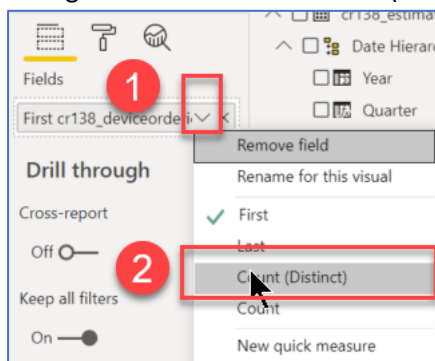 cr138_estima
Date Hierarc
Fields
Year
1
Quarter
First cr138_deviceorderi
Remove field
Drill through
Rename for this visual
Cross-report
First
Off
Last
2
Count (Distinct)
Keep all filters
Count
On
New quick measure